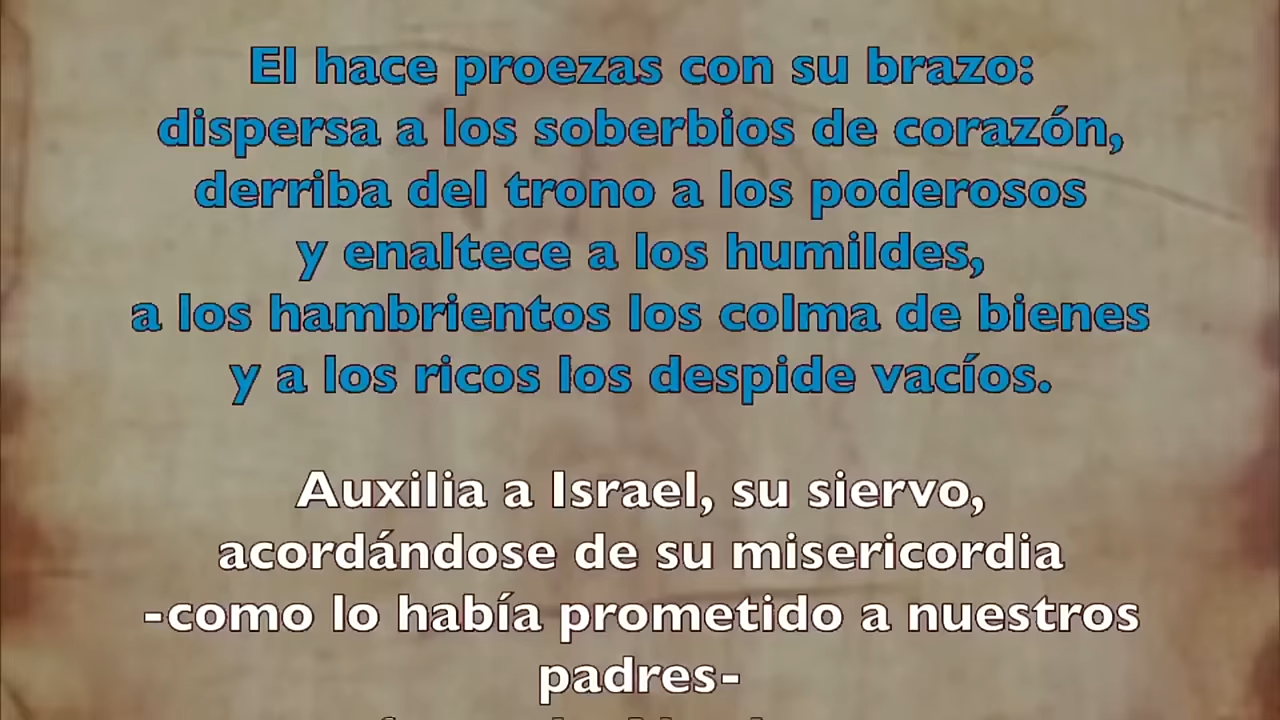 El hace proezas con su brazo:
dispersa a los soberbios de corazón,
derriba del trono a los poderosos
y enaltece a los humildes,
a los hambrientos los colma de bienes
y a los ricos los despide vacíos.
Auxilia a Israel, su siervo,
acordándose de su misericordia
-como lo había prometido a nuestros
padres-